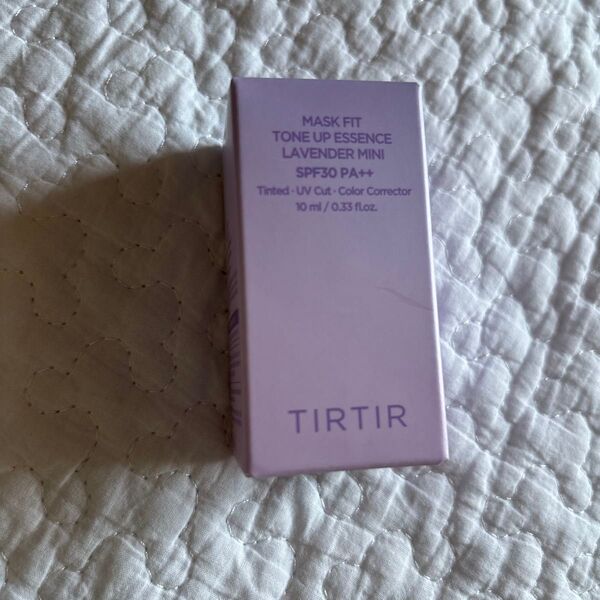 MASK FIT
TONE UP ESSENCE
LAVENDER MINI
SPF30 PA++
Tinted · UV Cut · Color Corrector
10 ml / 0.33 fl.oz.
TIRTIR